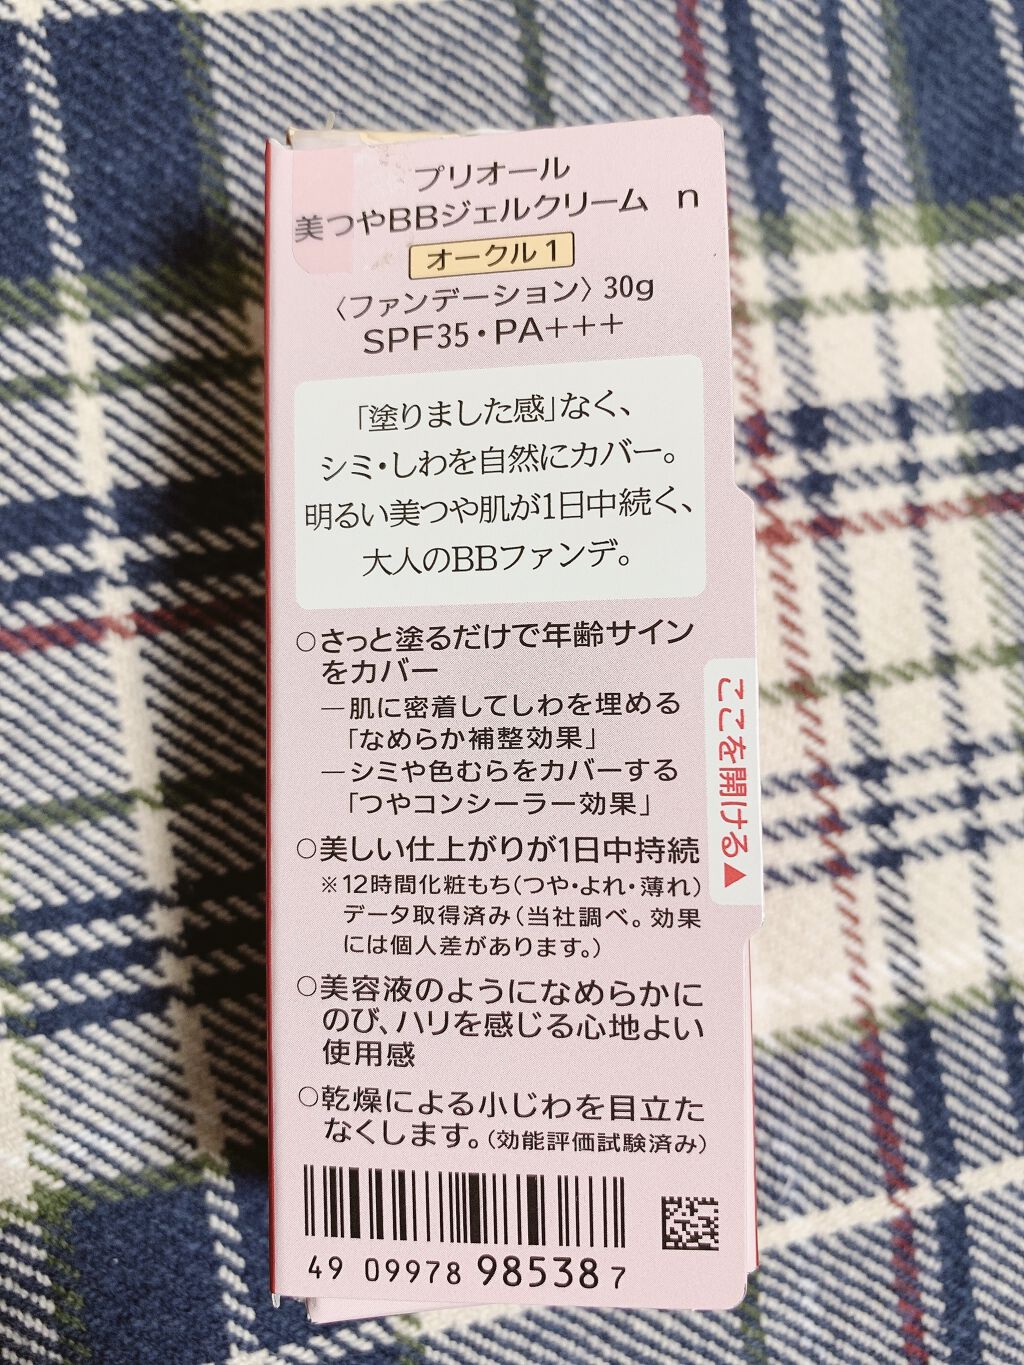 プリオール
美つやBBジェルクリーム n
オークル1
〈ファンデーション〉30g
SPF35・PA+++
「塗りました感」なく、
シミ・しわを自然にカバー。
明るい美つや肌が1日中続く、
大人のBBファンデ。
○さっと塗るだけで年齢サイン
をカバー
―肌に密着してしわを埋める
「なめらか補整効果」
―シミや色むらをカバーする
「つやコンシーラー効果」
○美しい仕上がりが1日中持続
※12時間化粧もち(つや・よれ・薄れ)
データ取得済み(当社調べ。効果
には個人差があります。)
○美容液のようになめらかに
のび、ハリを感じる心地よい
使用感
○乾燥による小じわを目立た
なくします。(効能評価試験済み)
49 09978 98538 7
ここを開ける▲